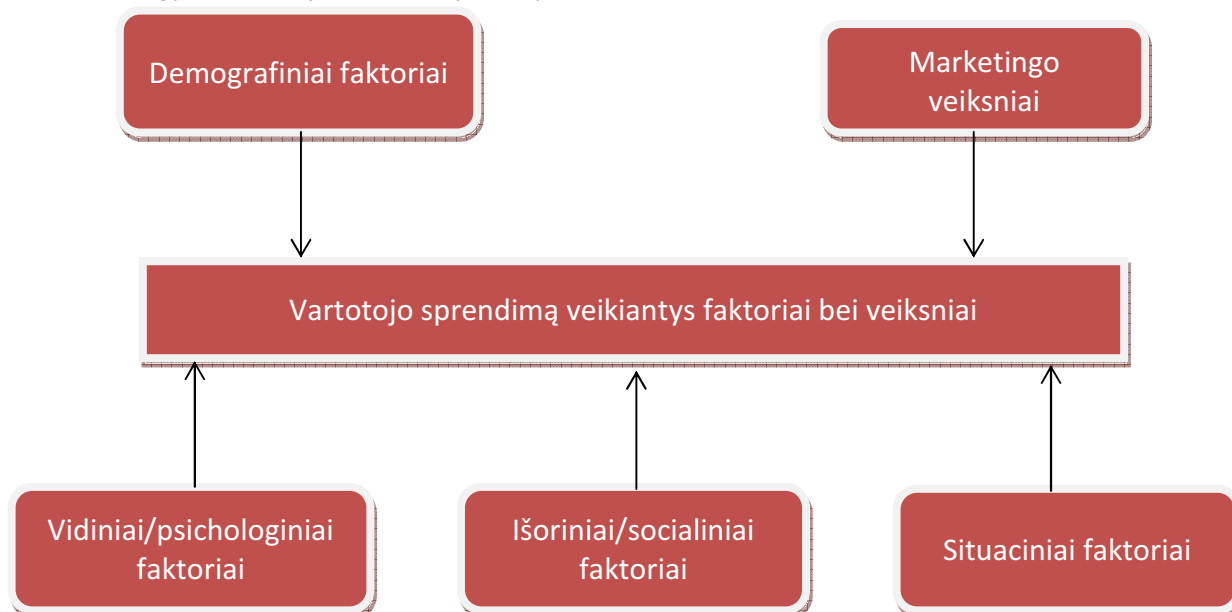 Demografiniai faktoriai
Marketingo
veiksniai
Vartotojo sprendimą veikiantys faktoriai bei veiksniai
Vidiniai/psichologiniai
faktoriai
Išoriniai/socialiniai
faktoriai
Situaciniai faktoriai